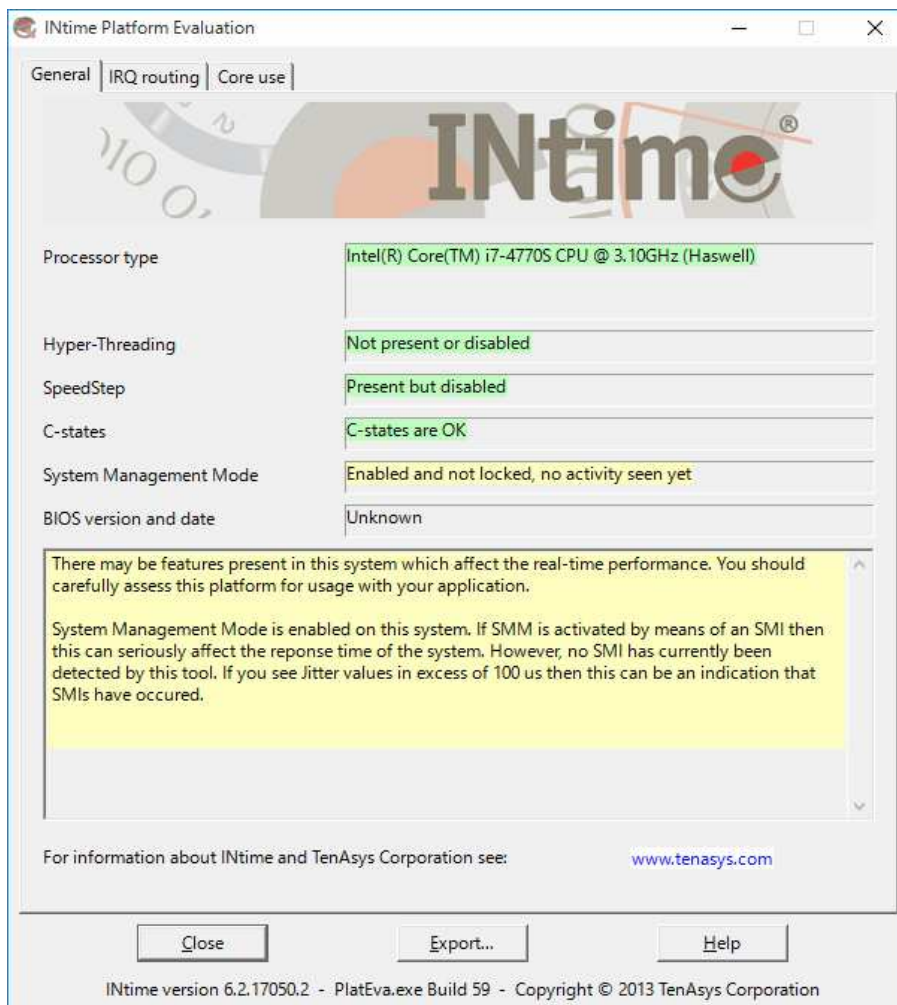 INtime Platform Evaluation
General
IRQ routing
Core use
INtime®
Processor type
Intel(R) Core(TM) i7-4770S CPU @ 3.10GHz (Haswell)
Hyper-Threading
Not present or disabled
SpeedStep
Present but disabled
C-states
C-states are OK
System Management Mode
Enabled and not locked, no activity seen yet
BIOS version and date
Unknown
There may be features present in this system which affect the real-time performance. You should
carefully assess this platform for usage with your application.
System Management Mode is enabled on this system. If SMM is activated by means of an SMI then
this can seriously affect the reponse time of the system. However, no SMI has currently been
detected by this tool. If you see Jitter values in excess of 100 us then this can be an indication that
SMIs have occured.
For information about INtime and TenAsys Corporation see:
www.tenasys.com
Close
Export...
Help
INtime version 6.2.17050.2 - PlatEva.exe Build 59 - Copyright © 2013 TenAsys Corporation